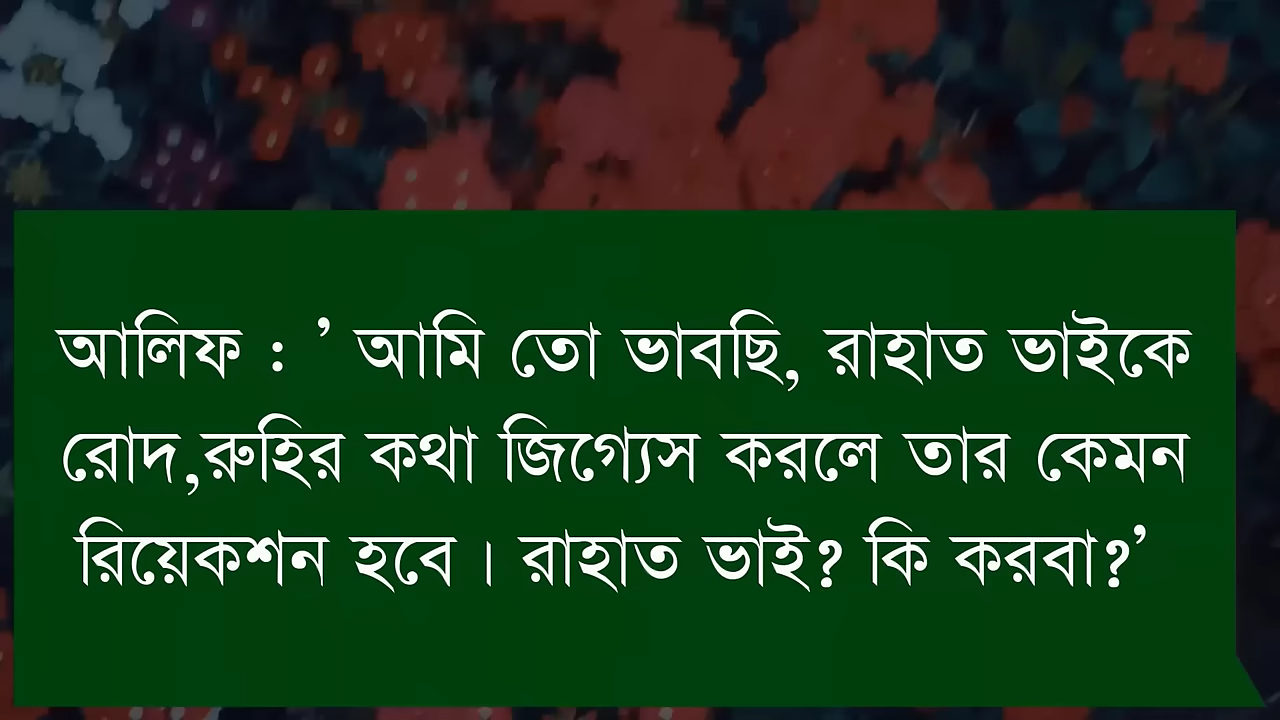 আলিফ : ’ আমি তো ভাবছি, রাহাত ভাইকে
রোদ,রুহির কথা জিগ্যেস করলে তার কেমন
রিয়েকশন হবে । রাহাত ভাই? কি করবা?’